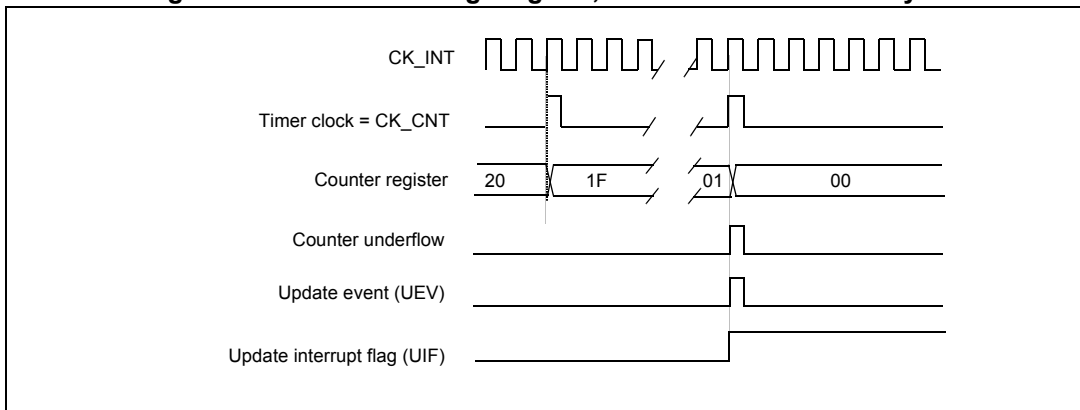 CK_INT
Timer clock = CK_CNT
Counter register 20 1F 01 00
Counter underflow
Update event (UEV)
Update interrupt flag (UIF)